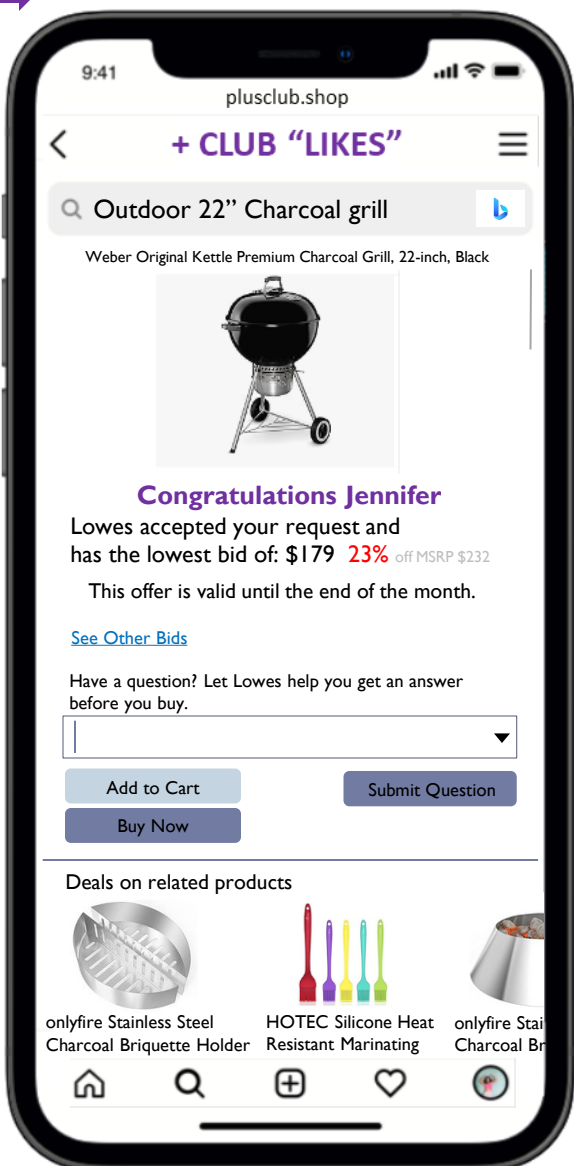 9:41
plusclub.shop
+ CLUB “LIKES”
Outdoor 22” Charcoal grill
Weber Original Kettle Premium Charcoal Grill, 22-inch, Black
Congratulations Jennifer
Lowes accepted your request and
has the lowest bid of: $179 23% off MSRP $232
This offer is valid until the end of the month.
See Other Bids
Have a question? Let Lowes help you get an answer
before you buy.
Add to Cart
Submit Question
Buy Now
Deals on related products
onlyfire Stainless Steel
Charcoal Briquette Holder
HOTEC Silicone Heat
Resistant Marinating
onlyfire Stai
Charcoal Br